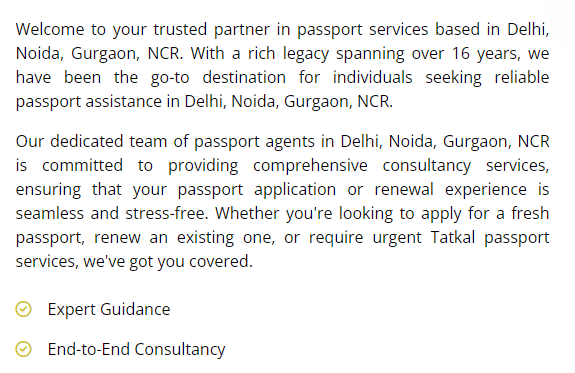 Welcome to your trusted partner in passport services based in Delhi,
Noida, Gurgaon, NCR. With a rich legacy spanning over 16 years, we
have been the go-to destination for individuals seeking reliable
passport assistance in Delhi, Noida, Gurgaon, NCR.
Our dedicated team of passport agents in Delhi, Noida, Gurgaon, NCR
is committed to providing comprehensive consultancy services,
ensuring that your passport application or renewal experience is
seamless and stress-free. Whether you're looking to apply for a fresh
passport, renew an existing one, or require urgent Tatkal passport
services, we've got you covered.
Expert Guidance
End-to-End Consultancy